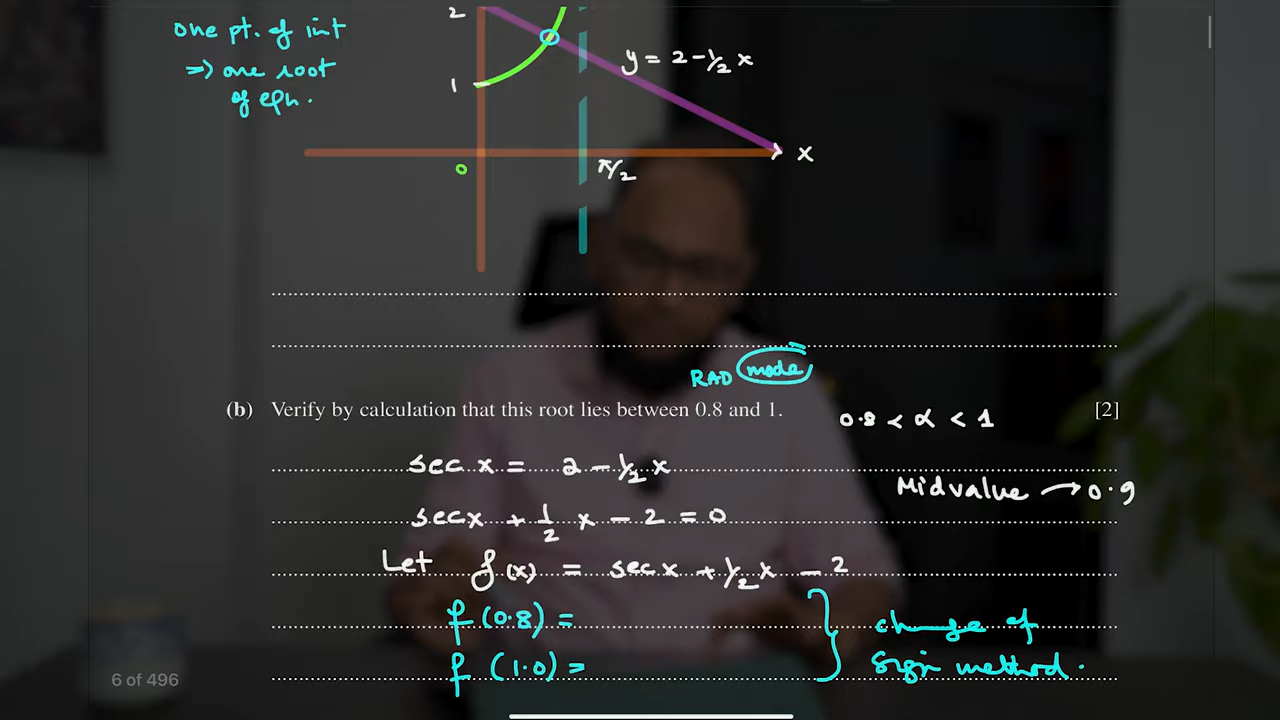 2
one pt. of int
y = 2 - 1/2 x
=> one root
1
of eqn.
x
0
π/2
RAD mode
(b) Verify by calculation that this root lies between 0.8 and 1. [2]
0.8 < α < 1
sec x = 2 - 1/2 x
Midvalue → 0.9
sec x + 1/2 x - 2 = 0
Let f(x) = sec x + 1/2 x - 2
f (0.8) =
change of
f (1.0) =
sign method.
6 of 496